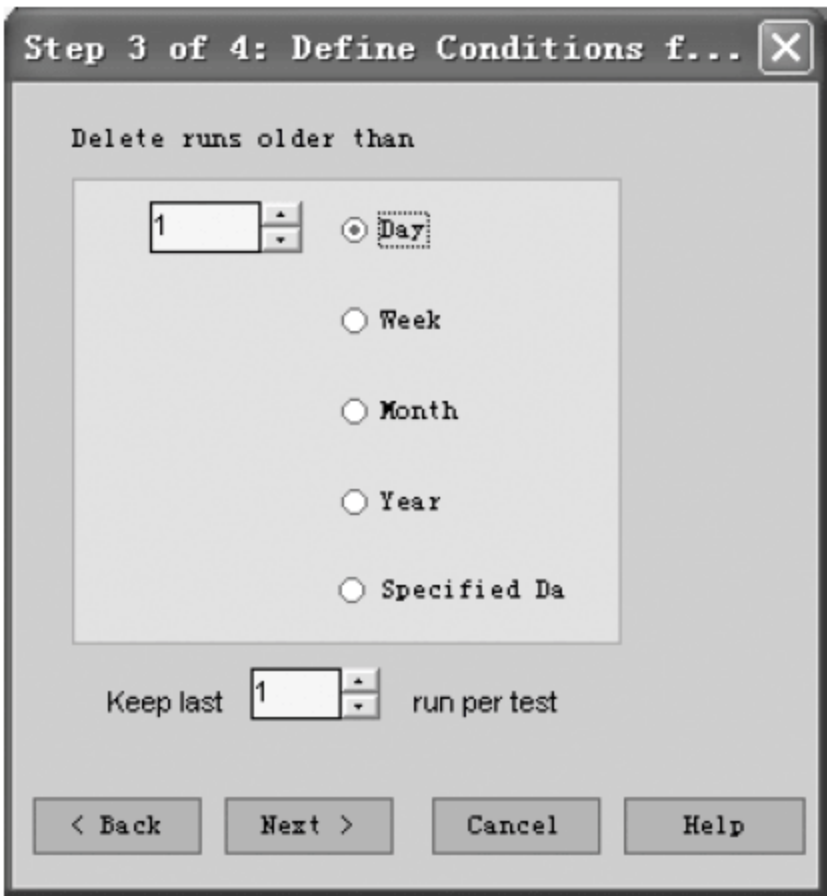 Step 3 of 4: Define Conditions f...
Delete runs older than
1 Day
Week
Month
Year
Specified Da
Keep last 1 run per test
< Back Next > Cancel Help